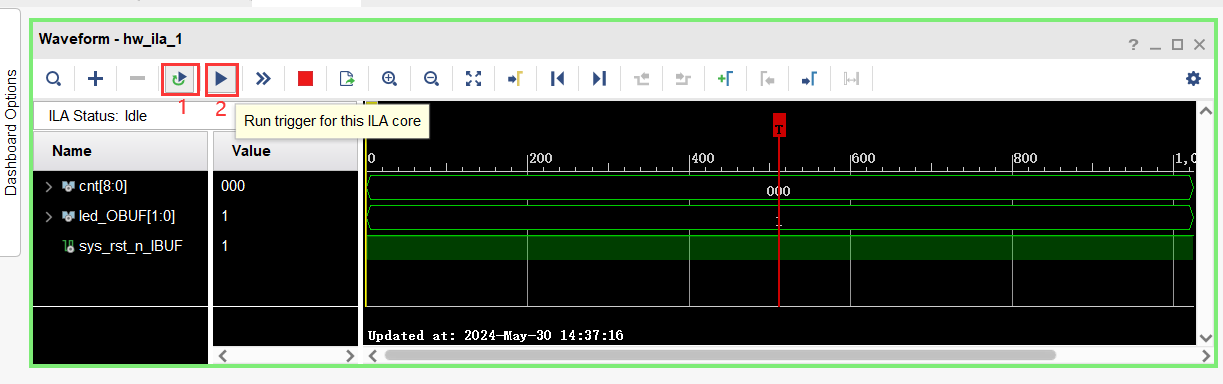 Dashboard Options
Waveform - hw_ila_1
?
1
2
ILA Status: Idle
Run trigger for this ILA core
Name
Value
T
0 200 400 600 800 1,0
cnt[8:0] 000 000
led_OBUF[1:0] 1 1
sys_rst_n_IBUF 1
Updated at: 2024-May-30 14:37:16